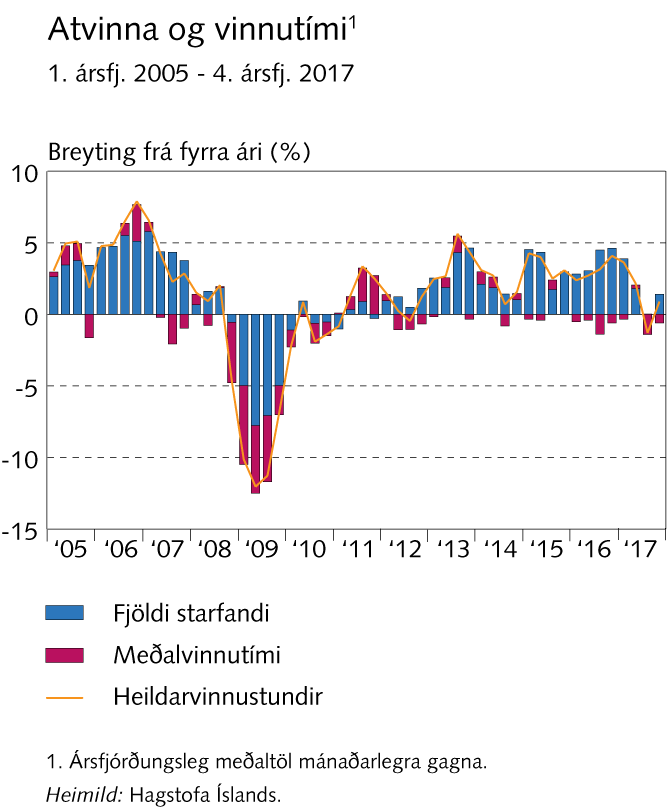 Atvinna og vinnutími¹
1. ársfj. 2005 - 4. ársfj. 2017
Breyting frá fyrra ári (%)
10
5
0
-5
-10
-15
‘05 ‘06 ‘07 ‘08 ‘09 ‘10 ‘11 ‘12 ‘13 ‘14 ‘15 ‘16 ‘17
Fjöldi starfandi
Meðalvinnutími
Heildarvinnustundir
1. Ársfjórðungsleg meðaltöl mánaðarlegra gagna.
Heimild: Hagstofa Íslands.